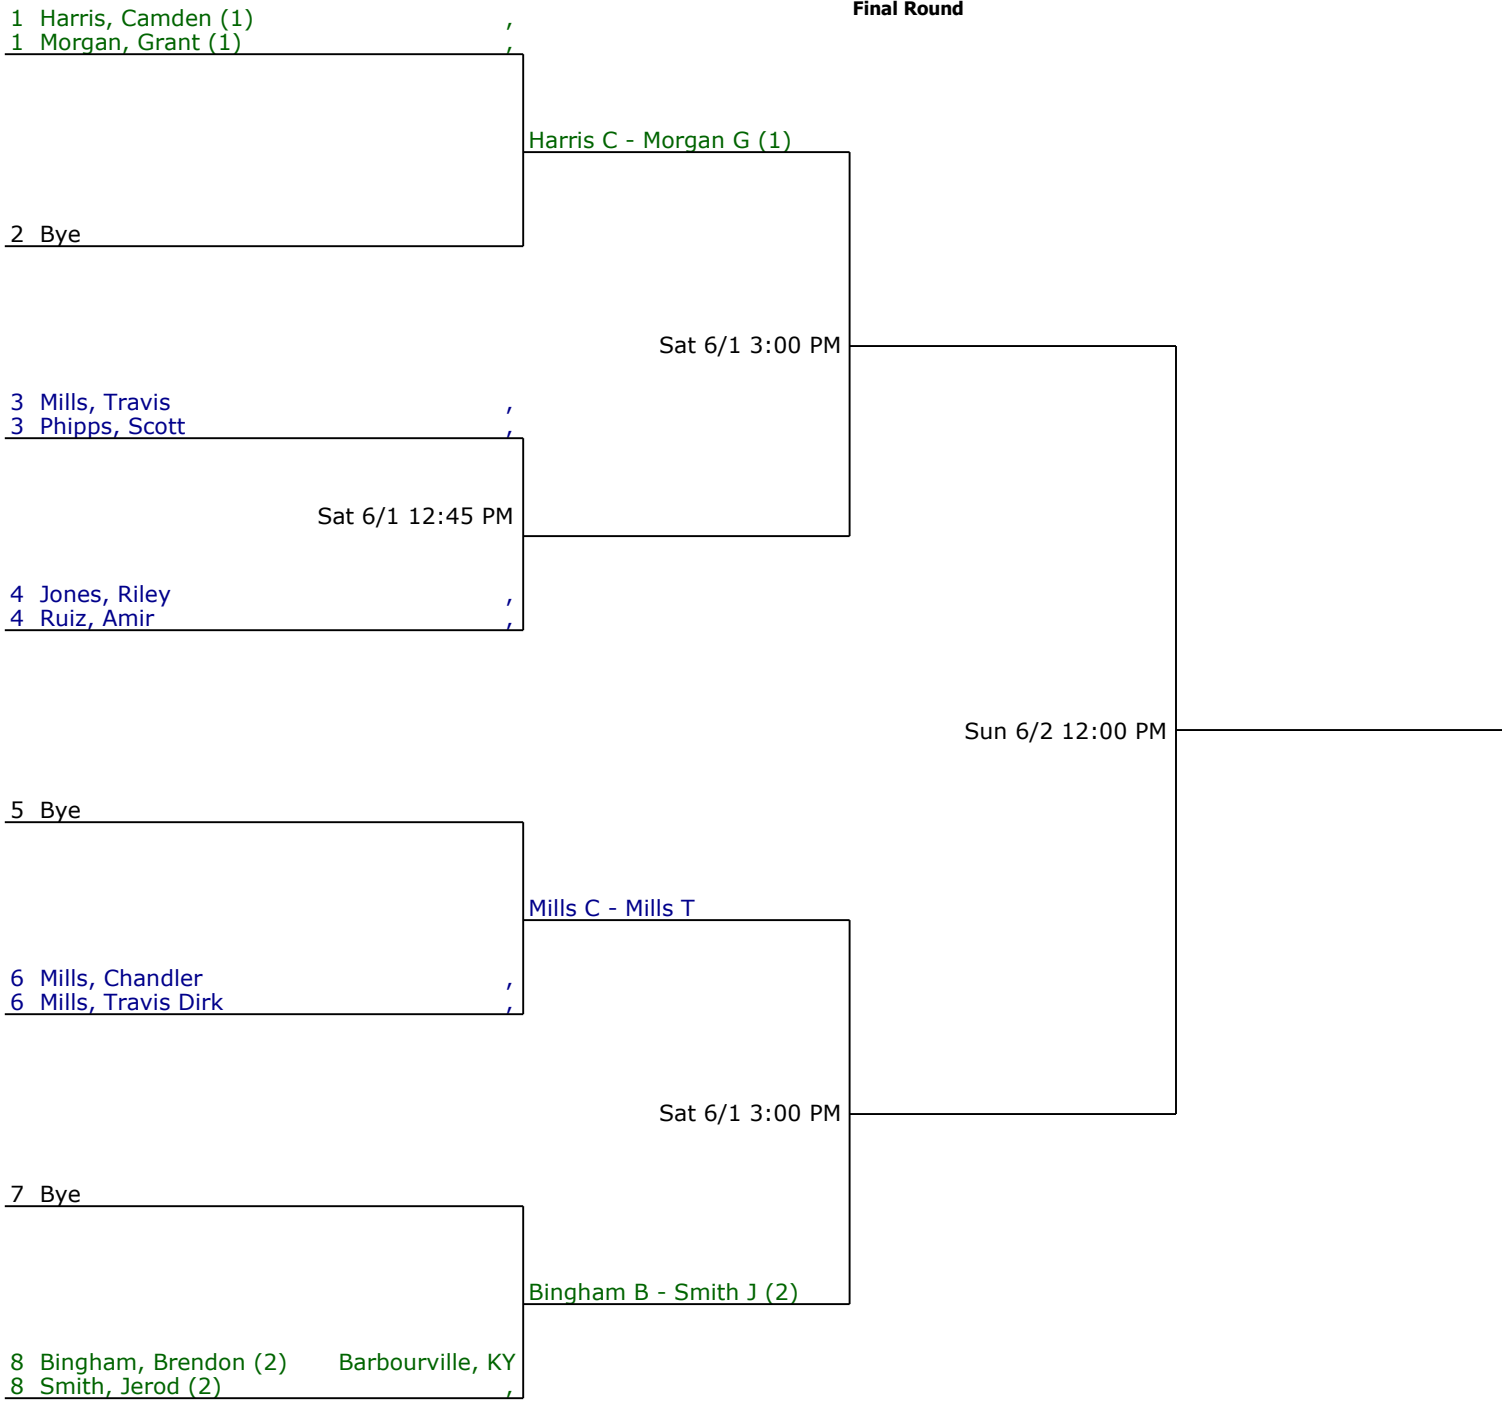 Final Round
1 Harris, Camden (1) ,
1 Morgan, Grant (1) ,
Harris C - Morgan G (1)
2 Bye
Sat 6/1 3:00 PM
3 Mills, Travis ,
3 Phipps, Scott ,
Sat 6/1 12:45 PM
4 Jones, Riley ,
4 Ruiz, Amir ,
Sun 6/2 12:00 PM
5 Bye
Mills C - Mills T
6 Mills, Chandler ,
6 Mills, Travis Dirk ,
Sat 6/1 3:00 PM
7 Bye
Bingham B - Smith J (2)
8 Bingham, Brendon (2) Barbourville, KY
8 Smith, Jerod (2) ,